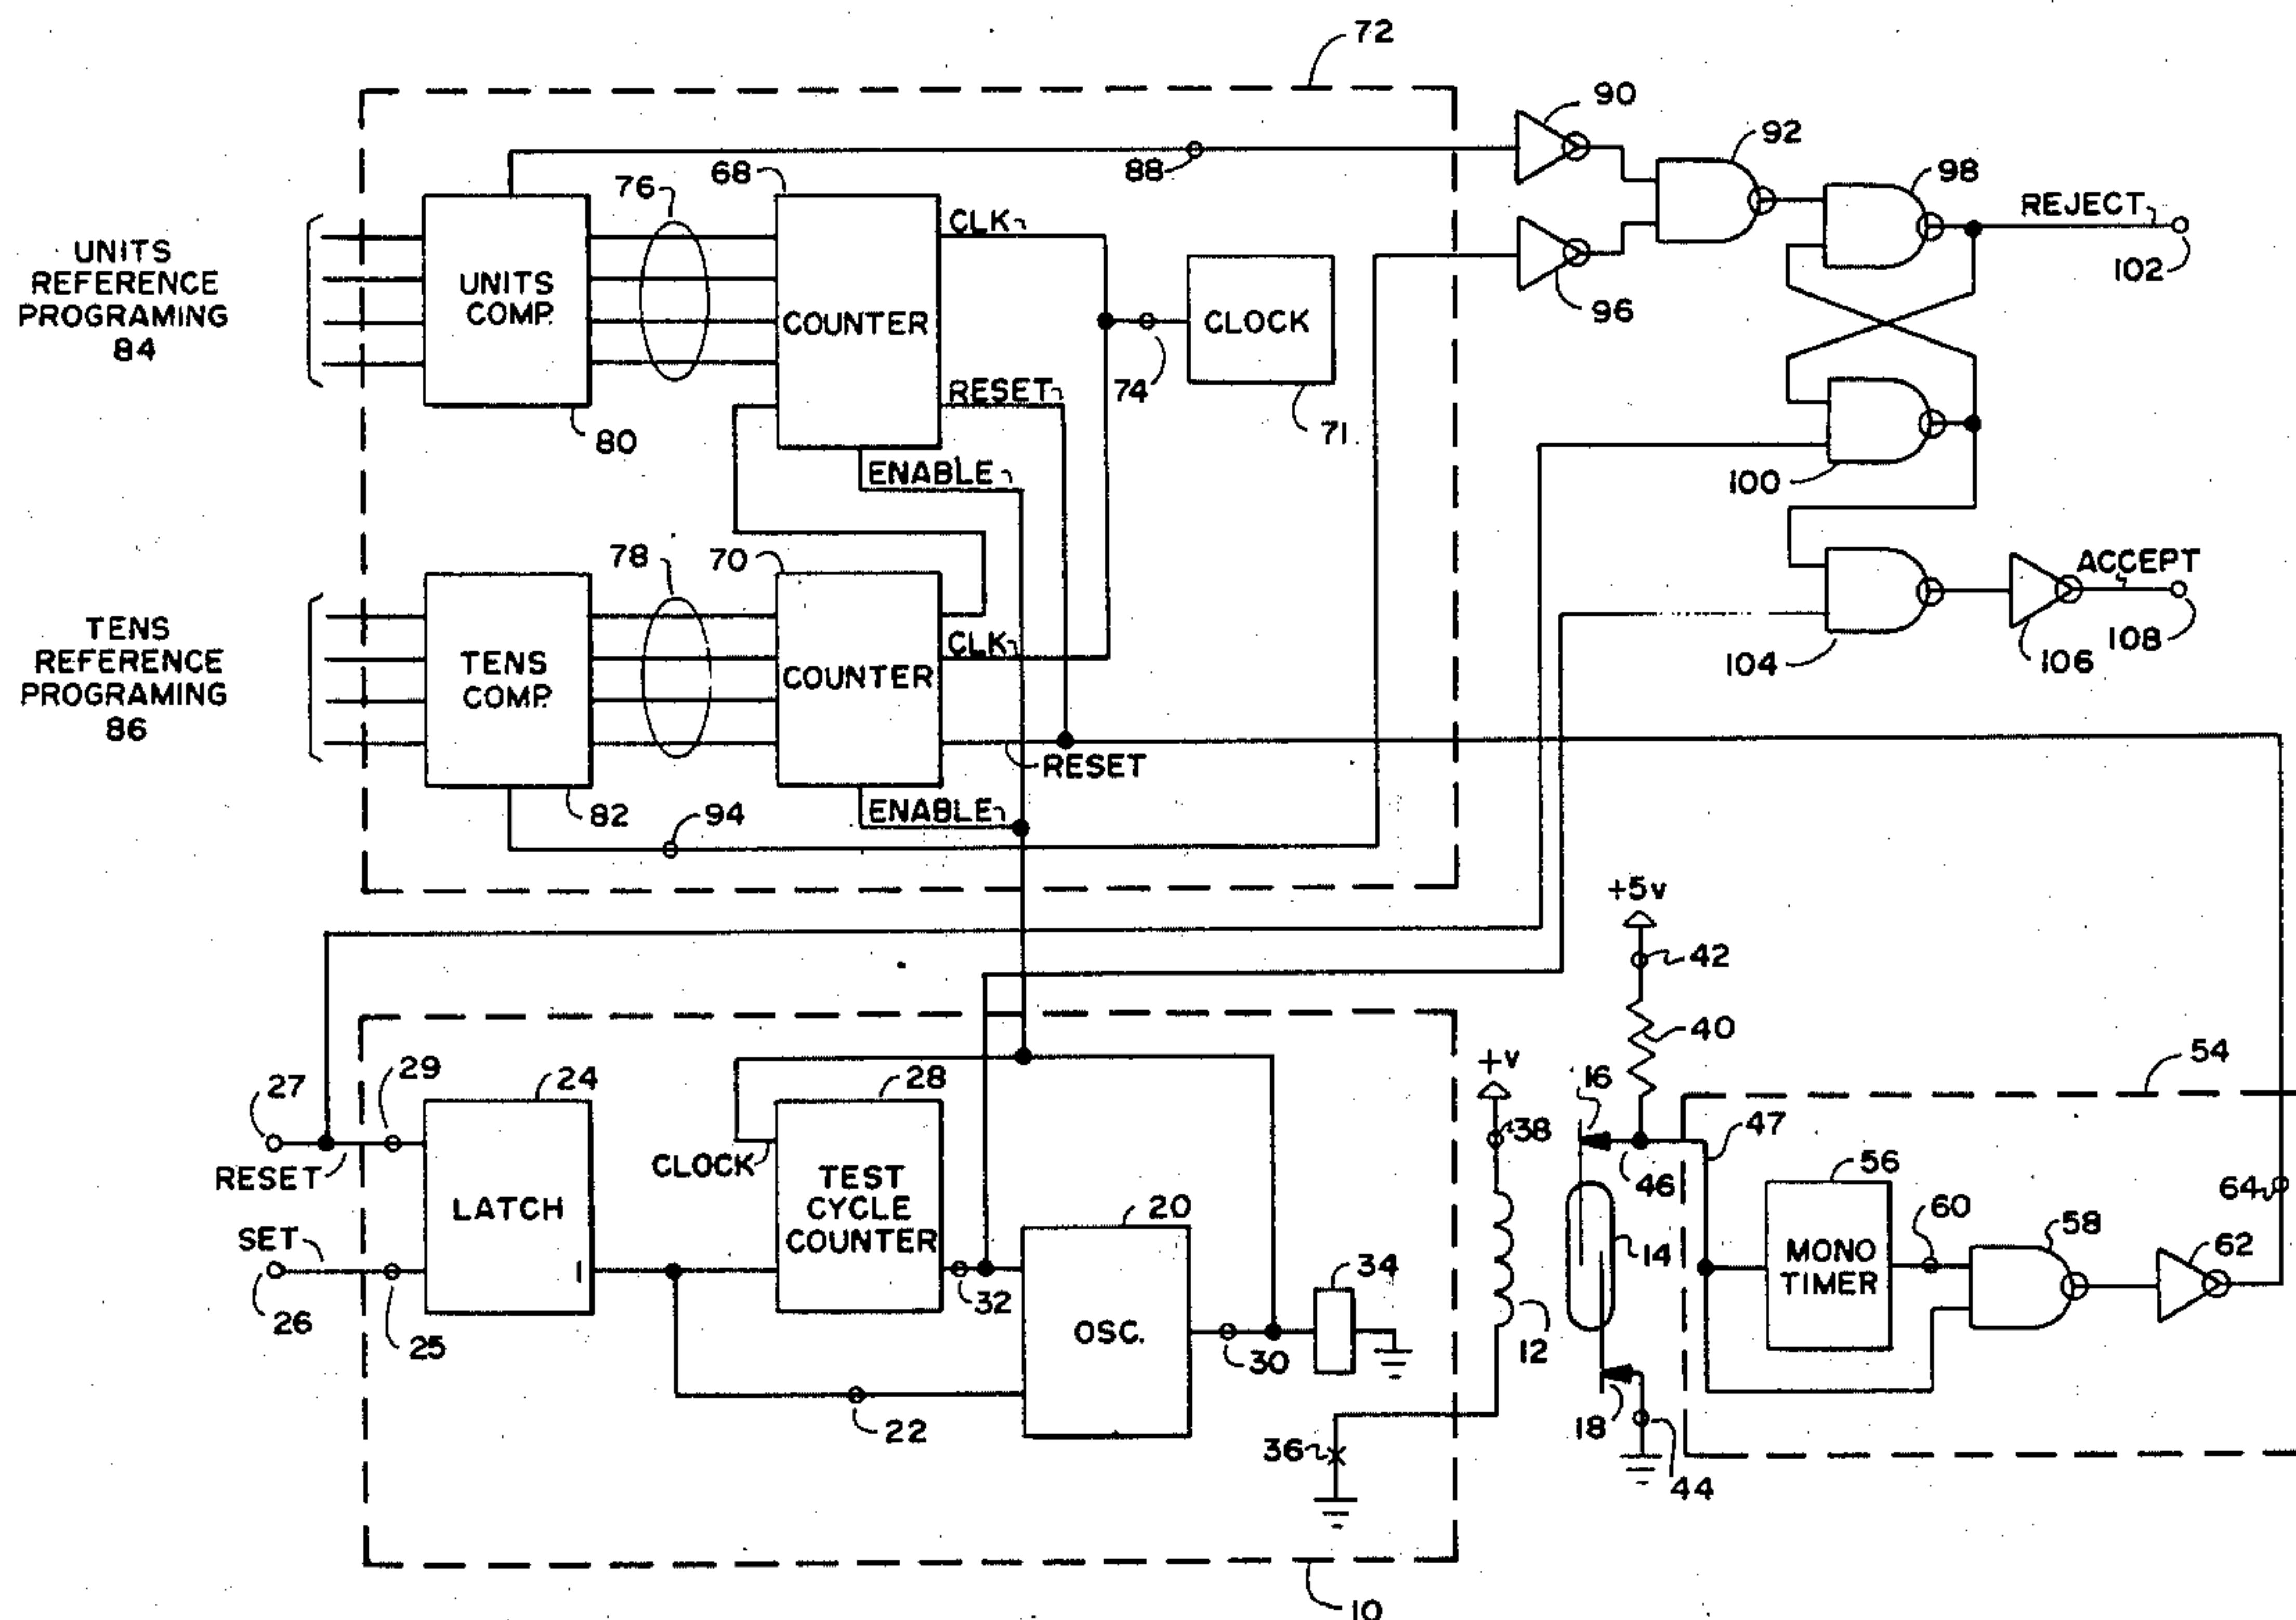 72
90
92
98
REJECT
102
88
68
76
CLK
UNITS
REFERENCE
PROGRAMING
84
UNITS
COMP.
COUNTER
CLOCK
74
71
96
RESET
80
ENABLE
100
78
70
ACCEPT
108
TENS
REFERENCE
PROGRAMING
86
TENS
COMP.
COUNTER
CLK
104
106
RESET
82
94
ENABLE
+5v
42
40
54
+v
16
38
47
27
29
24
28
RESET
CLOCK
46
56
64
SET
LATCH
1
TEST
CYCLE
COUNTER
20
34
14
MONO
TIMER
60
58
62
26
25
32
OSC.
30
12
22
36
18
44
10